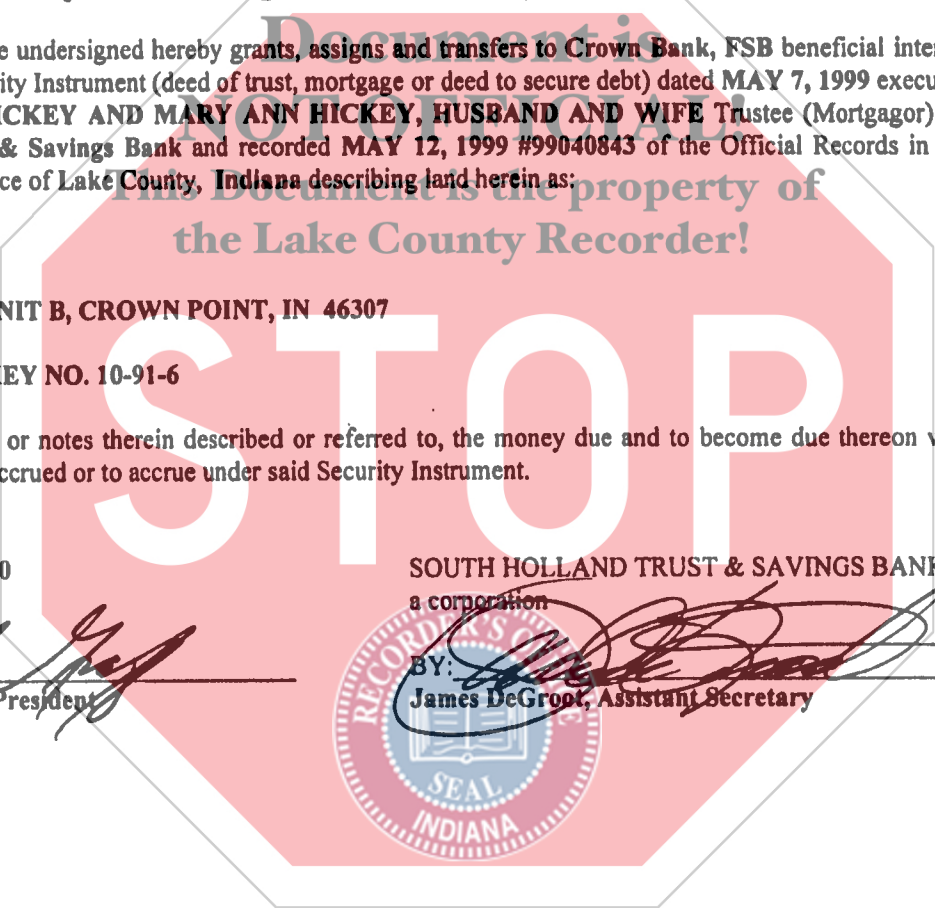 Document is
e undersigned hereby grants, assigns and transfers to Crown Bank, FSB beneficial inter
ity Instrument (deed of trust, mortgage or deed to secure debt) dated MAY 7, 1999 execu
ICKEY AND MARY ANN HICKEY, HUSBAND AND WIFE Trustee (Mortgagor)
NOT OFFICIAL!
& Savings Bank and recorded MAY 12, 1999 #99040843 of the Official Records in
ce of Lake County, Indiana describing land herein as:
This Document is the property of
the Lake County Recorder!
NIT B, CROWN POINT, IN 46307
STOP
EY NO. 10-91-6
or notes therein described or referred to, the money due and to become due thereon
ccrued or to accrue under said Security Instrument.
0
SOUTH HOLLAND TRUST & SAVINGS BANK
a corporation
BY:
President
James DeGroot, Assistant Secretary
RECORDER'S OFFICE
SEAL
INDIANA